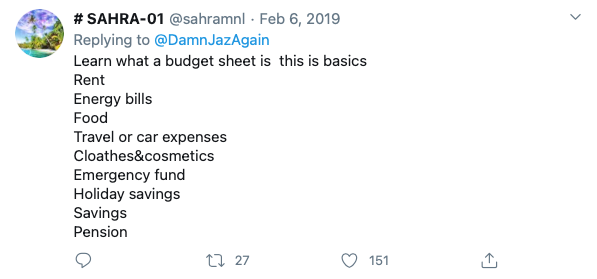 # SAHRA-01 @sahramnl · Feb 6, 2019
Replying to @DamnJazAgain
Learn what a budget sheet is  this is basics
Rent
Energy bills
Food
Travel or car expenses
Cloathes&cosmetics
Emergency fund
Holiday savings
Savings
Pension
27 151